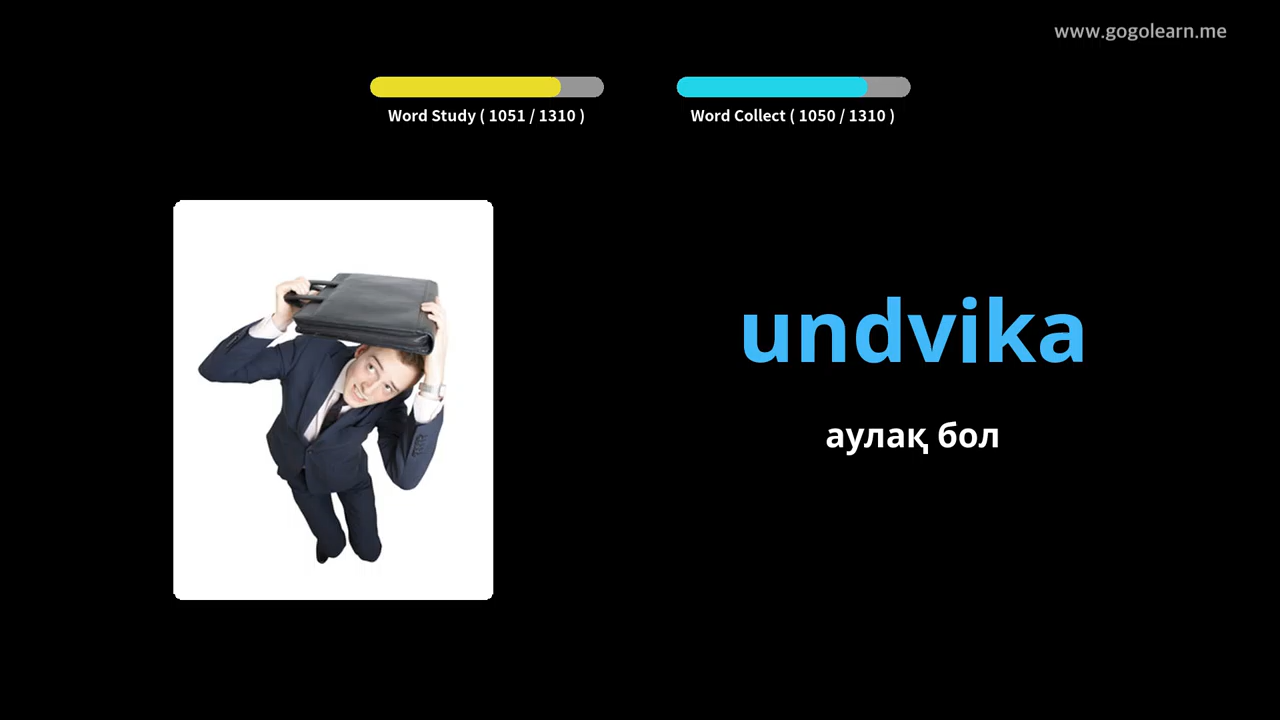 www.gogolearn.me
Word Study ( 1051 / 1310 )
Word Collect ( 1050 / 1310 )
undvika
аулақ бол